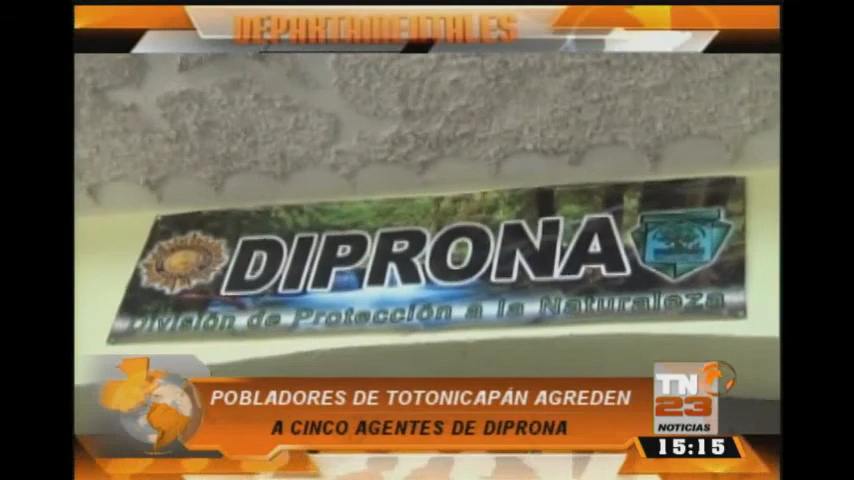 DEPARTAMENTALES
DIPRONA
División de Protección a la Naturaleza
POBLADORES DE TOTONICAPÁN AGREDEN
A CINCO AGENTES DE DIPRONA
TN
23
NOTICIAS
15:15